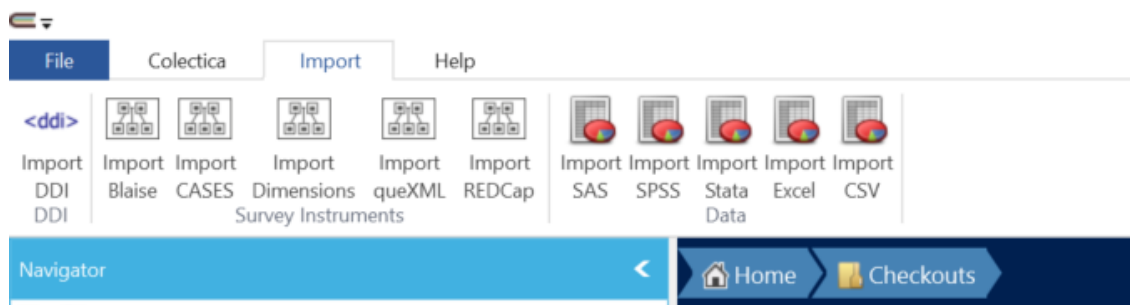 File Colectica Import Help
<ddi>
Import Import Import Import Import Import Import Import Import Import Import
DDI Blaise CASES Dimensions queXML REDCap SAS SPSS Stata Excel CSV
DDI Survey Instruments Data
Navigator Home Checkouts